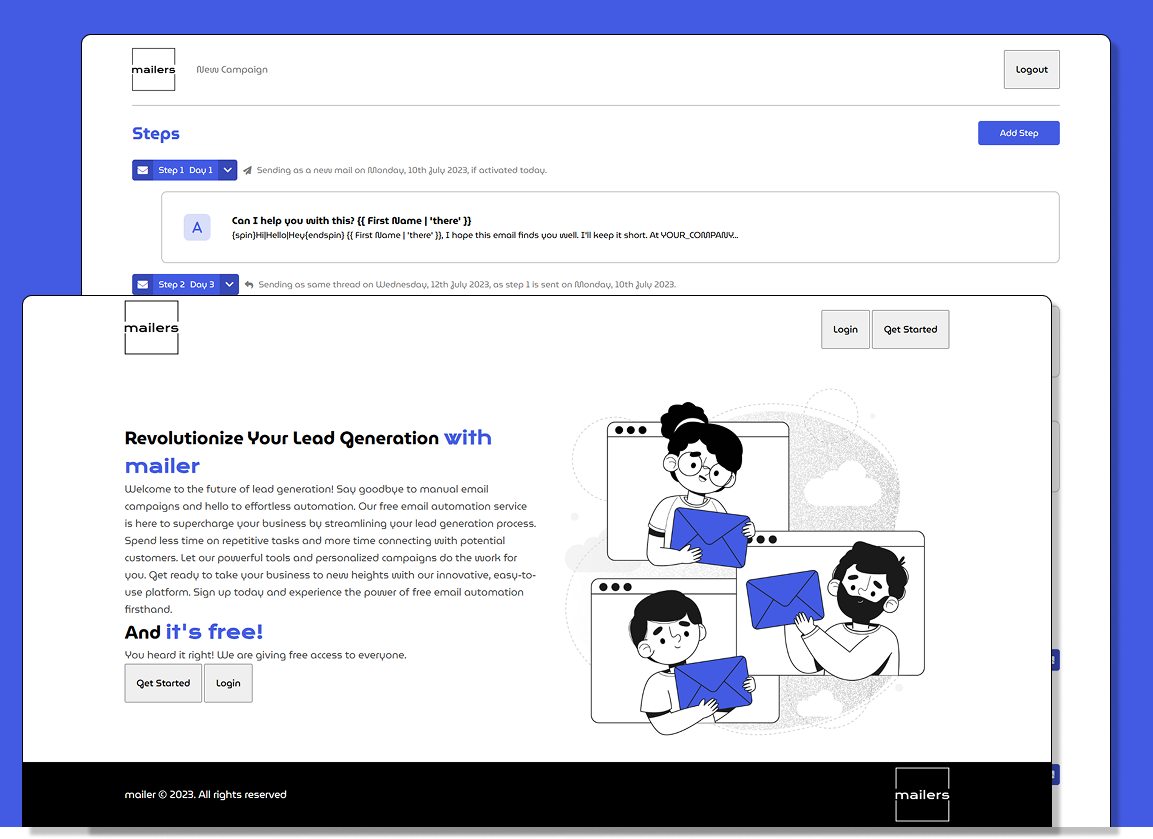 mailers
New Campaign
Logout
Steps
Add Step
Step 1 Day 1
Sending as a new mail on Monday, 10th July 2023, if activated today.
A
Can I help you with this? {{ First Name | 'there' }}
{spin}Hi|Hello|Hey{endspin} {{ First Name | 'there' }}, I hope this email finds you well. I'll keep it short. At YOUR_COMPANY...
Step 2 Day 3
Sending as same thread on Wednesday, 12th July 2023, as step 1 is sent on Monday, 10th July 2023.
mailers
Login
Get Started
Revolutionize Your Lead Generation with
mailer
Welcome to the future of lead generation! Say goodbye to manual email
campaigns and hello to effortless automation. Our free email automation service
is here to supercharge your business by streamlining your lead generation process.
Spend less time on repetitive tasks and more time connecting with potential
customers. Let our powerful tools and personalized campaigns do the work for
you. Get ready to take your business to new heights with our innovative, easy-to-
use platform. Sign up today and experience the power of free email automation
firsthand.
And it's free!
You heard it right! We are giving free access to everyone.
Get Started
Login
mailer © 2023. All rights reserved
mailers